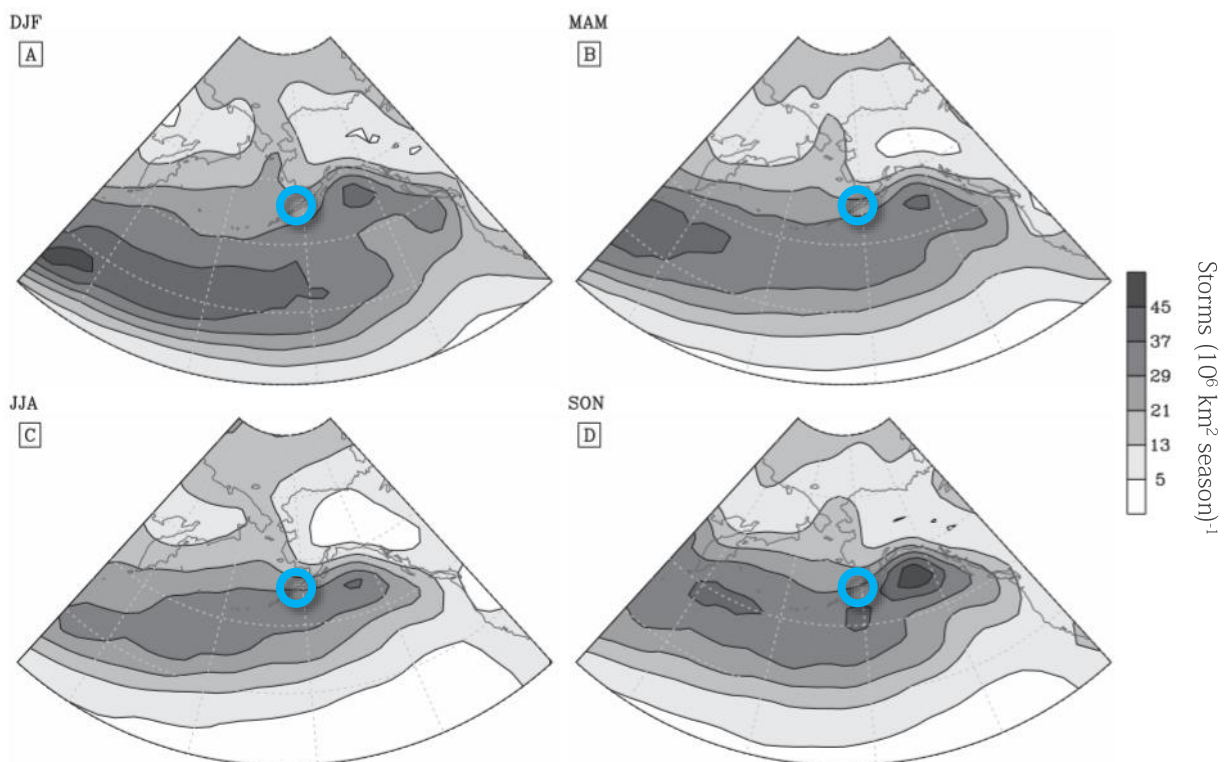 DJF
A
MAM
B
JJA
C
SON
D
45
37
29
21
13
5
Storms (10⁶ km² season)⁻¹